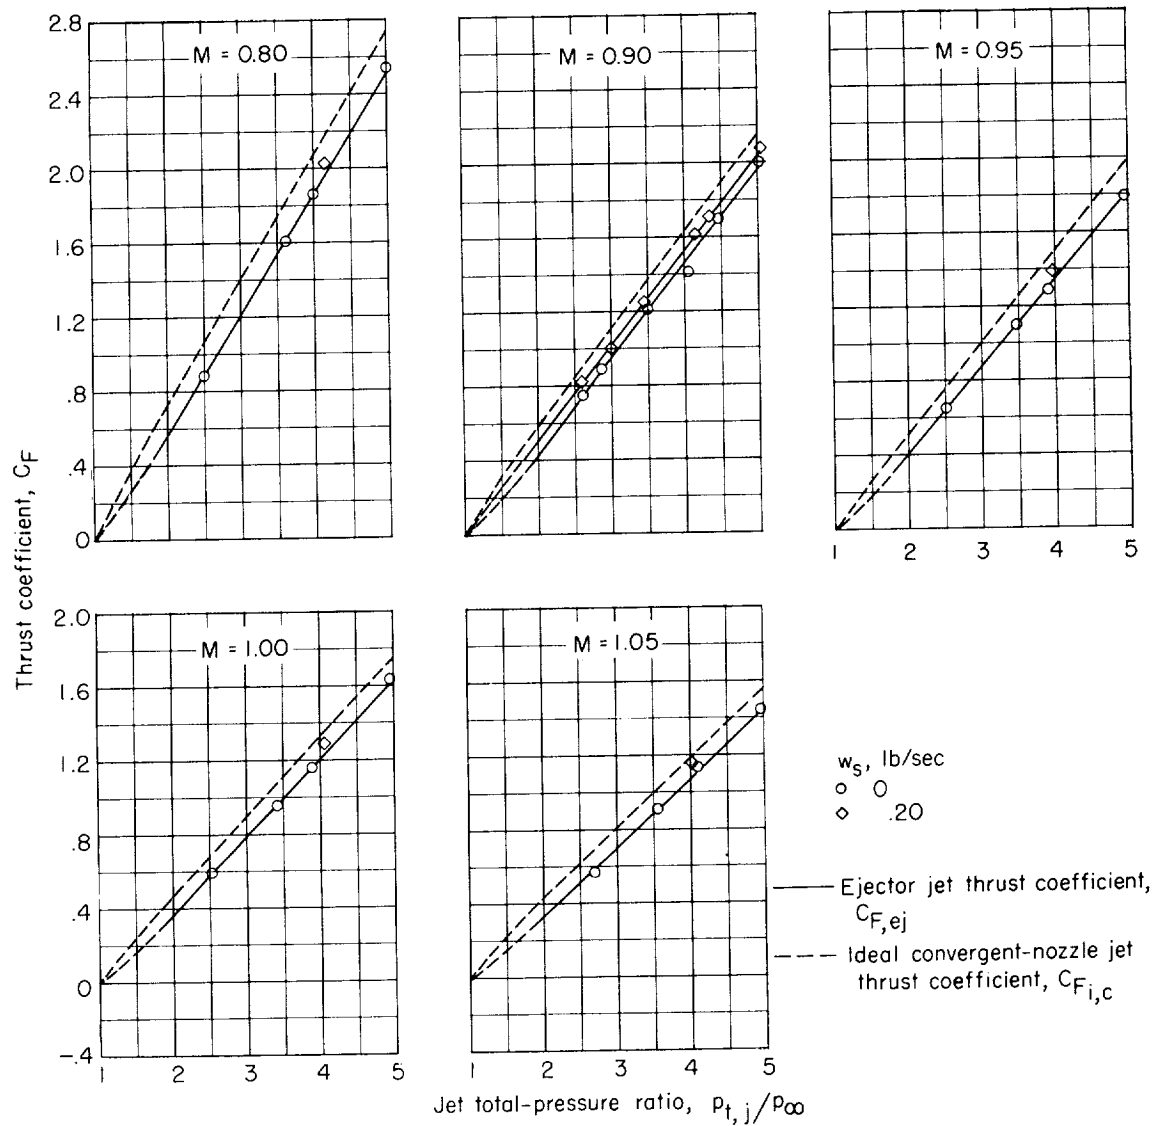 2.8
2.4
2.0
1.6
1.2
.8
.4
0
M = 0.80
M = 0.90
M = 0.95
1 2 3 4 5
Thrust coefficient, C_F
2.0
1.6
1.2
.8
.4
0
-.4
M = 1.00
M = 1.05
1 2 3 4 5
1 2 3 4 5
Jet total-pressure ratio, p_t,j/p_∞
w_s, lb/sec
○ 0
◇ .20
Ejector jet thrust coefficient,
C_F,ej
Ideal convergent-nozzle jet
thrust coefficient, C_F_i,c